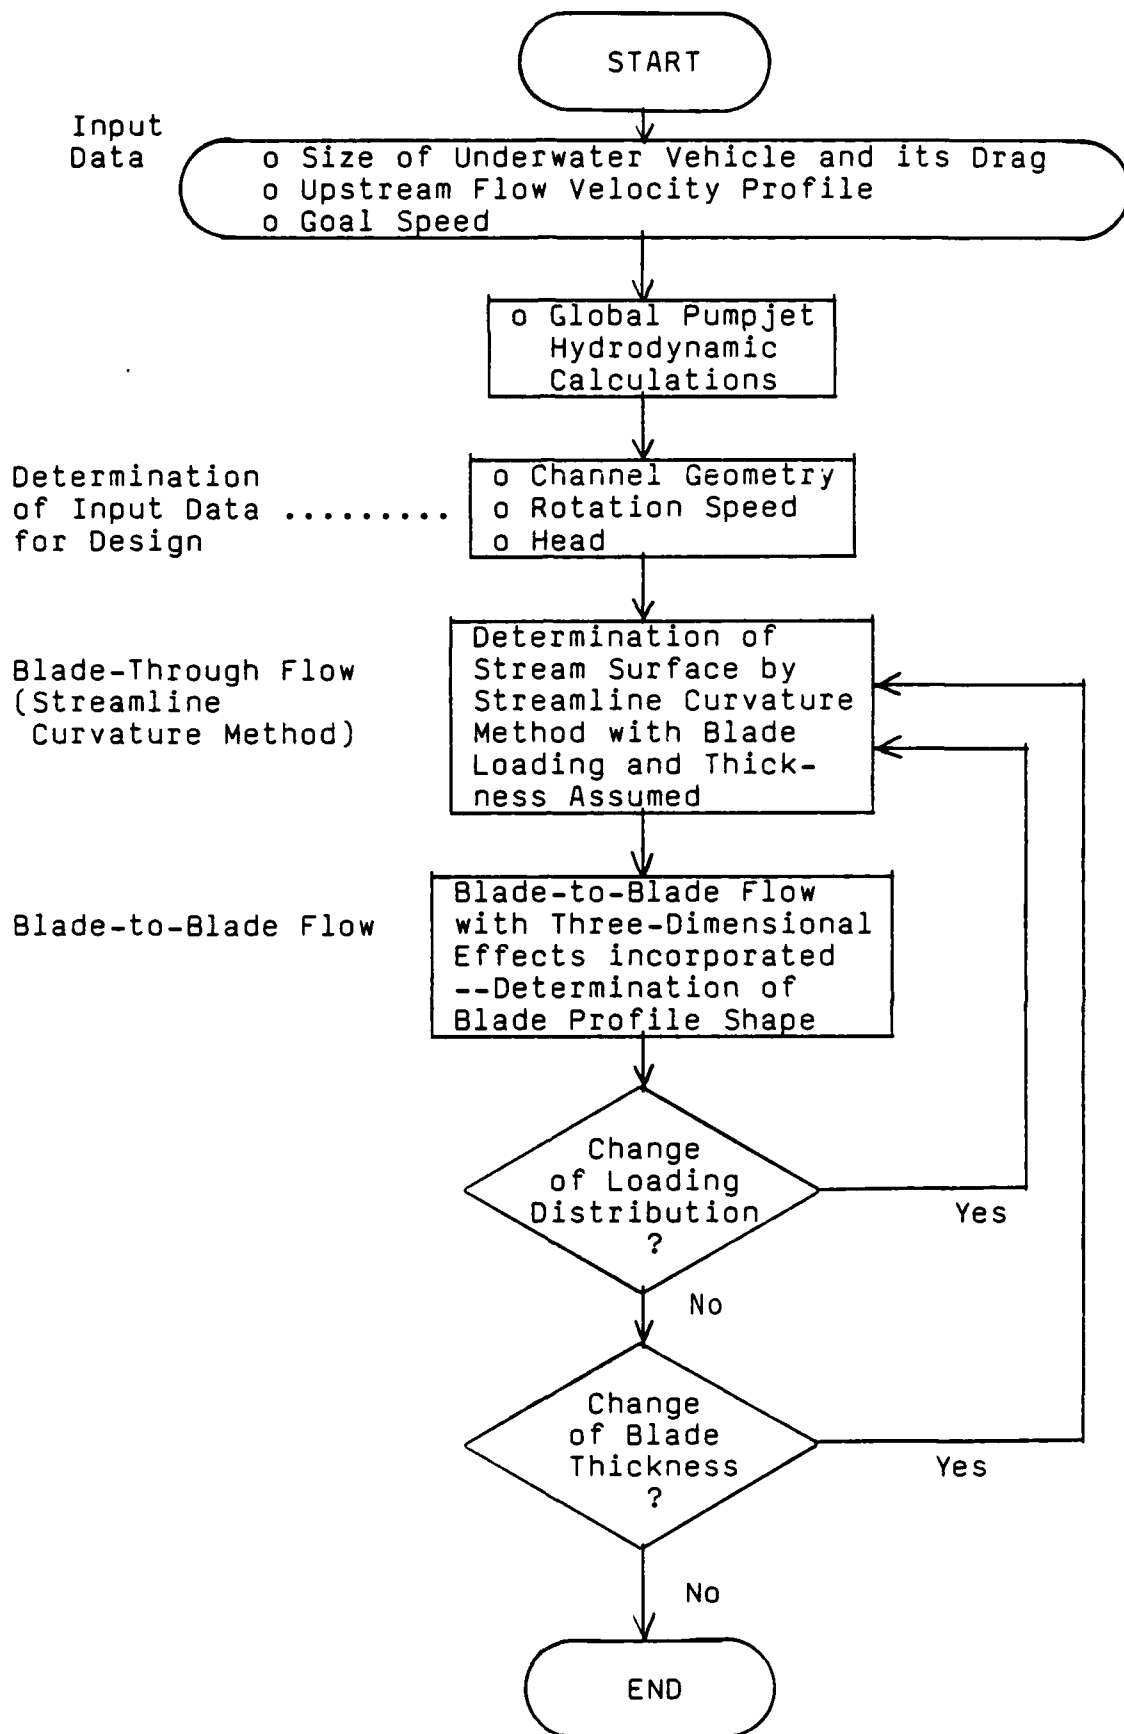 START
Input
Data
o Size of Underwater Vehicle and its Drag
o Upstream Flow Velocity Profile
o Goal Speed
o Global Pumpjet
Hydrodynamic
Calculations
Determination
of Input Data .........
for Design
o Channel Geometry
o Rotation Speed
o Head
Blade-Through Flow
(Streamline
Curvature Method)
Determination of
Stream Surface by
Streamline Curvature
Method with Blade
Loading and Thick-
ness Assumed
Blade-to-Blade Flow
Blade-to-Blade Flow
with Three-Dimensional
Effects incorporated
--Determination of
Blade Profile Shape
Change
of Loading
Distribution
?
Yes
No
Change
of Blade
Thickness
?
Yes
No
END